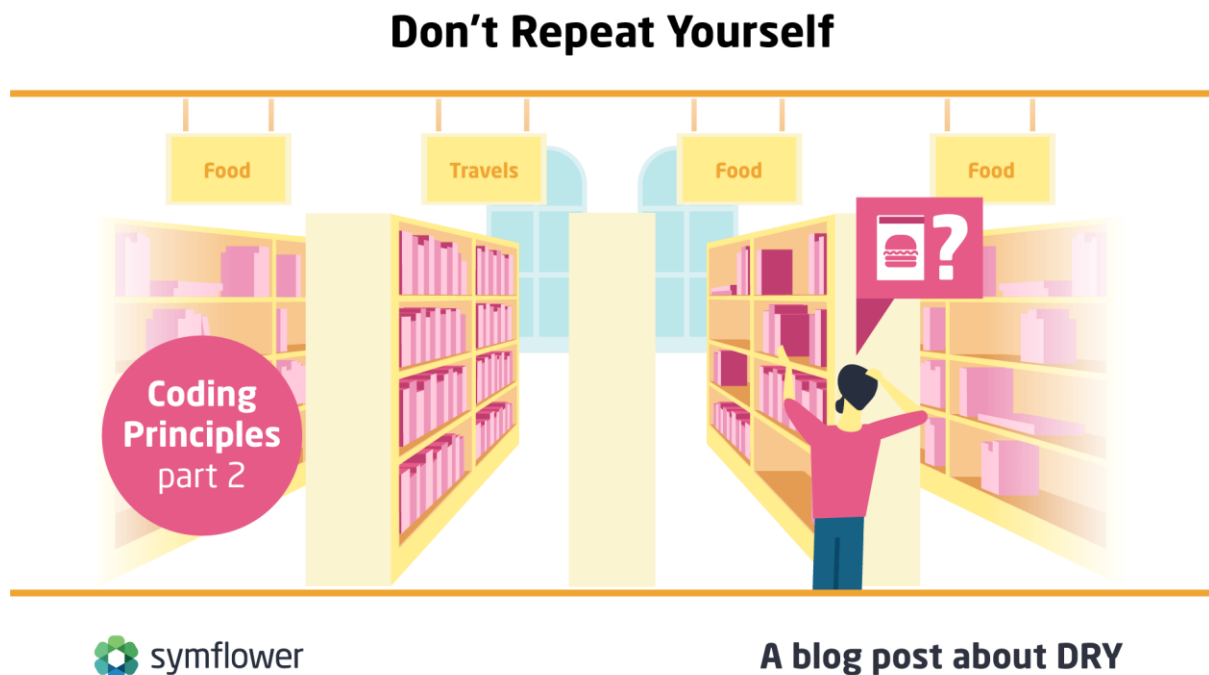 Don't Repeat Yourself
Food
Travels
Food
Food
?
Coding
Principles
part 2
symflower
A blog post about DRY